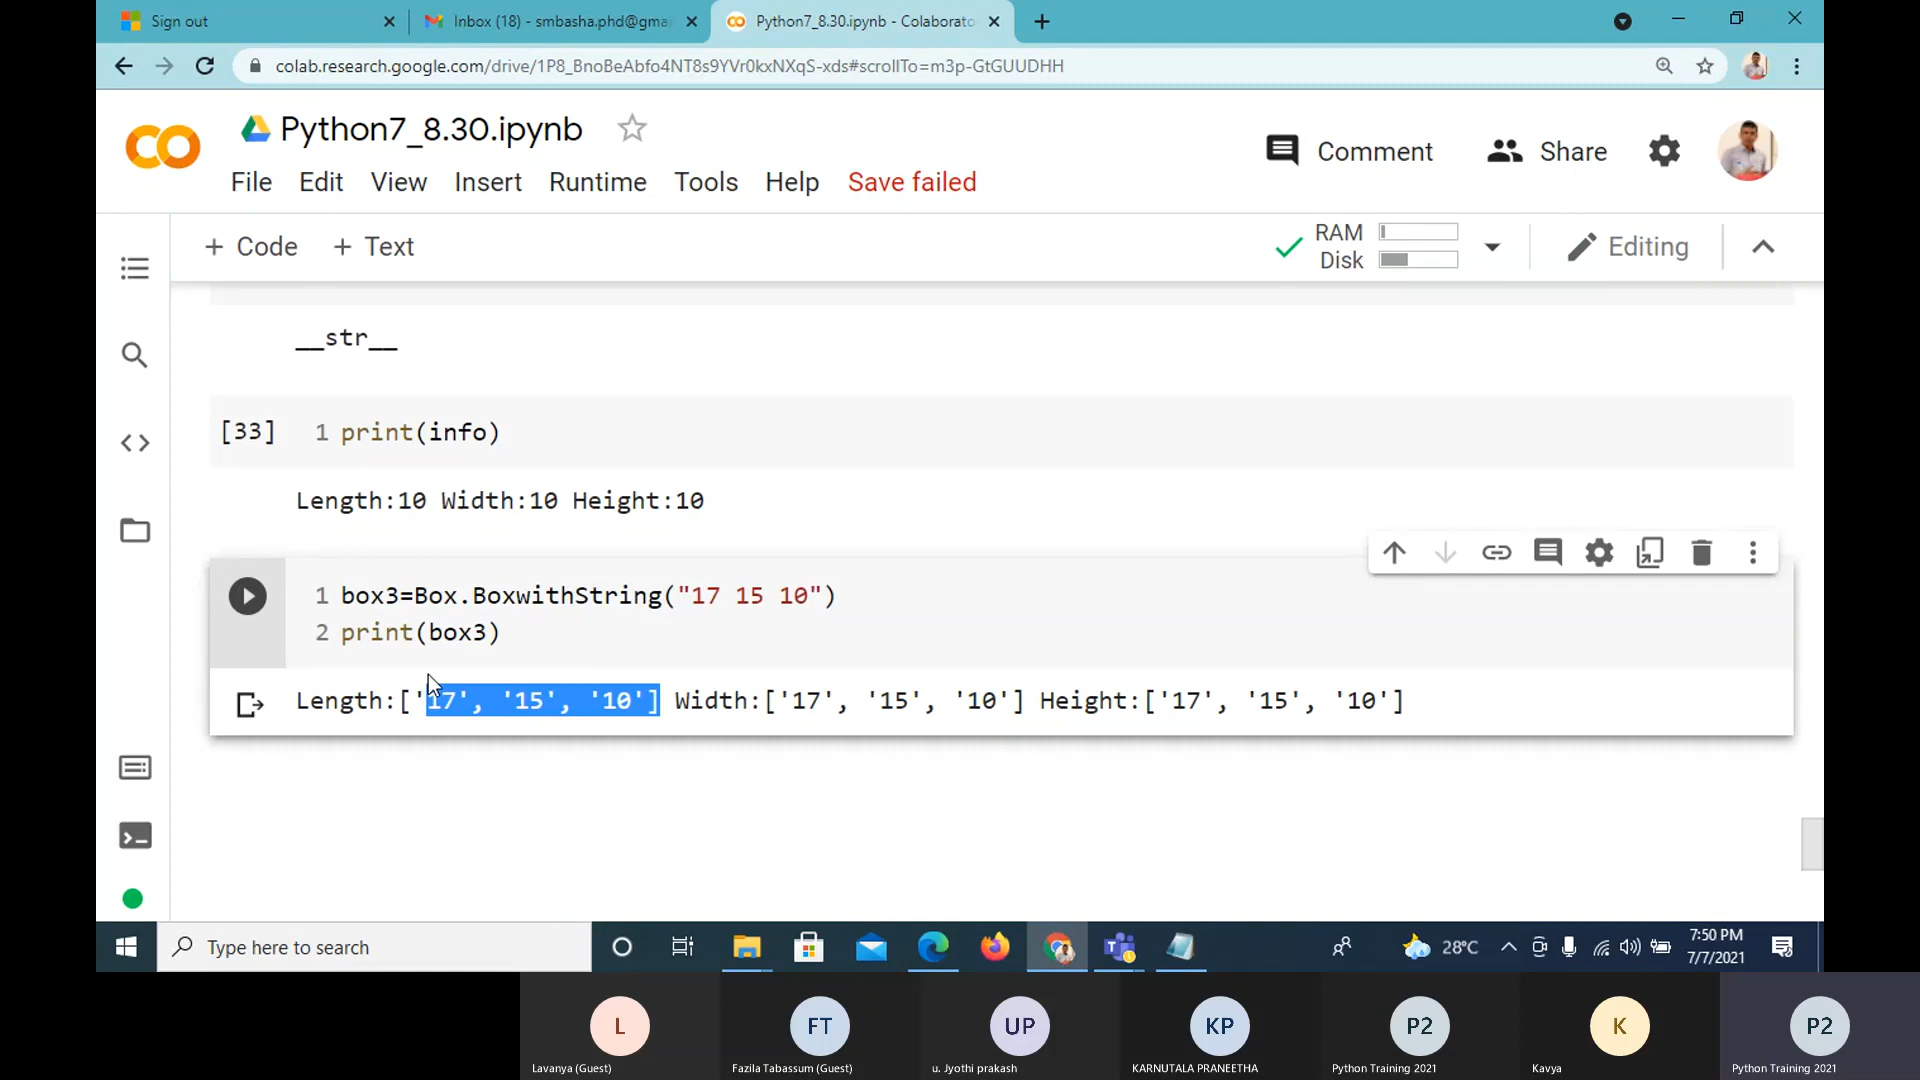 Sign out
Inbox (18) - smbasha.phd@gma
Python7_8.30.ipynb - Colaborato
colab.research.google.com/drive/1P8_BnoBeAbfo4NT8s9YVr0kxNXqS-xds#scrollTo=m3p-GtGUUDHH
Python7_8.30.ipynb
Comment
Share
File Edit View Insert Runtime Tools Help Save failed
+ Code + Text
RAM
Disk
Editing
__str__
[33] 1 print(info)
Length:10 Width:10 Height:10
1 box3=Box.BoxwithString("17 15 10")
2 print(box3)
Length:['17', '15', '10'] Width:['17', '15', '10'] Height:['17', '15', '10']
Type here to search
28°C
7:50 PM
7/7/2021
L
FT
UP
KP
P2
K
P2
Lavanya (Guest)
Fazila Tabassum (Guest)
u. Jyothi prakash
KARNUTALA PRANEETHA
Python Training 2021
Kavya
Python Training 2021